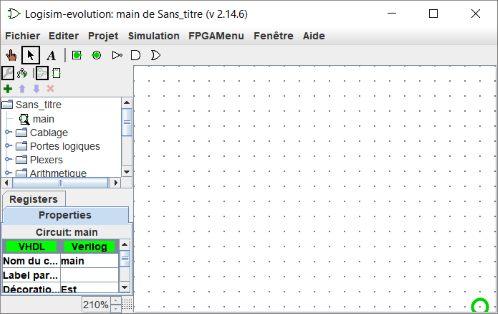 Logisim-evolution: main de Sans_titre (v 2.14.6)
Fichier Editer Projet Simulation FPGAMenu Fenêtre Aide
A
Sans_titre
main
Cablage
Portes logiques
Plexers
Arithmetique
Registers
Properties
Circuit: main
VHDL Verilog
Nom du c... main
Label par...
Décoratio... Est
210%